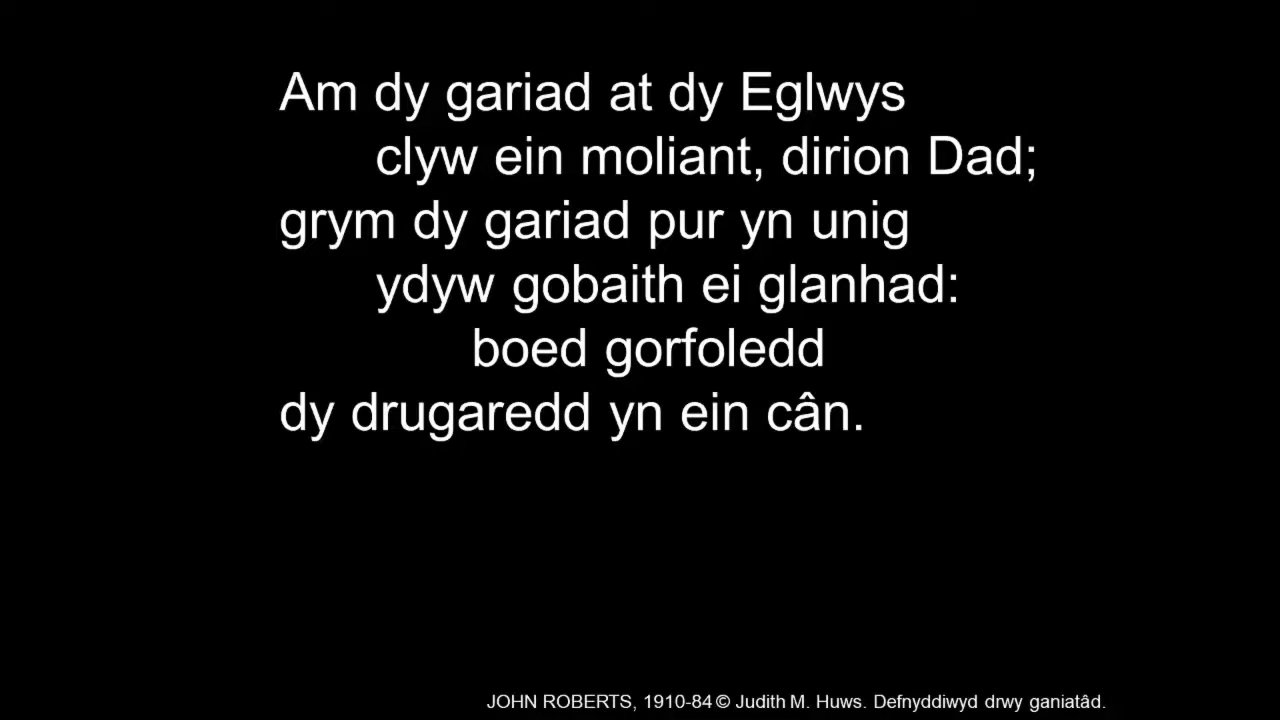 Am dy gariad at dy Eglwys
clyw ein moliant, dirion Dad;
grym dy gariad pur yn unig
ydyw gobaith ei glanhad:
boed gorfoledd
dy drugaredd yn ein cân.
JOHN ROBERTS, 1910-84 © Judith M. Huws. Defnyddiwyd drwy ganiatâd.